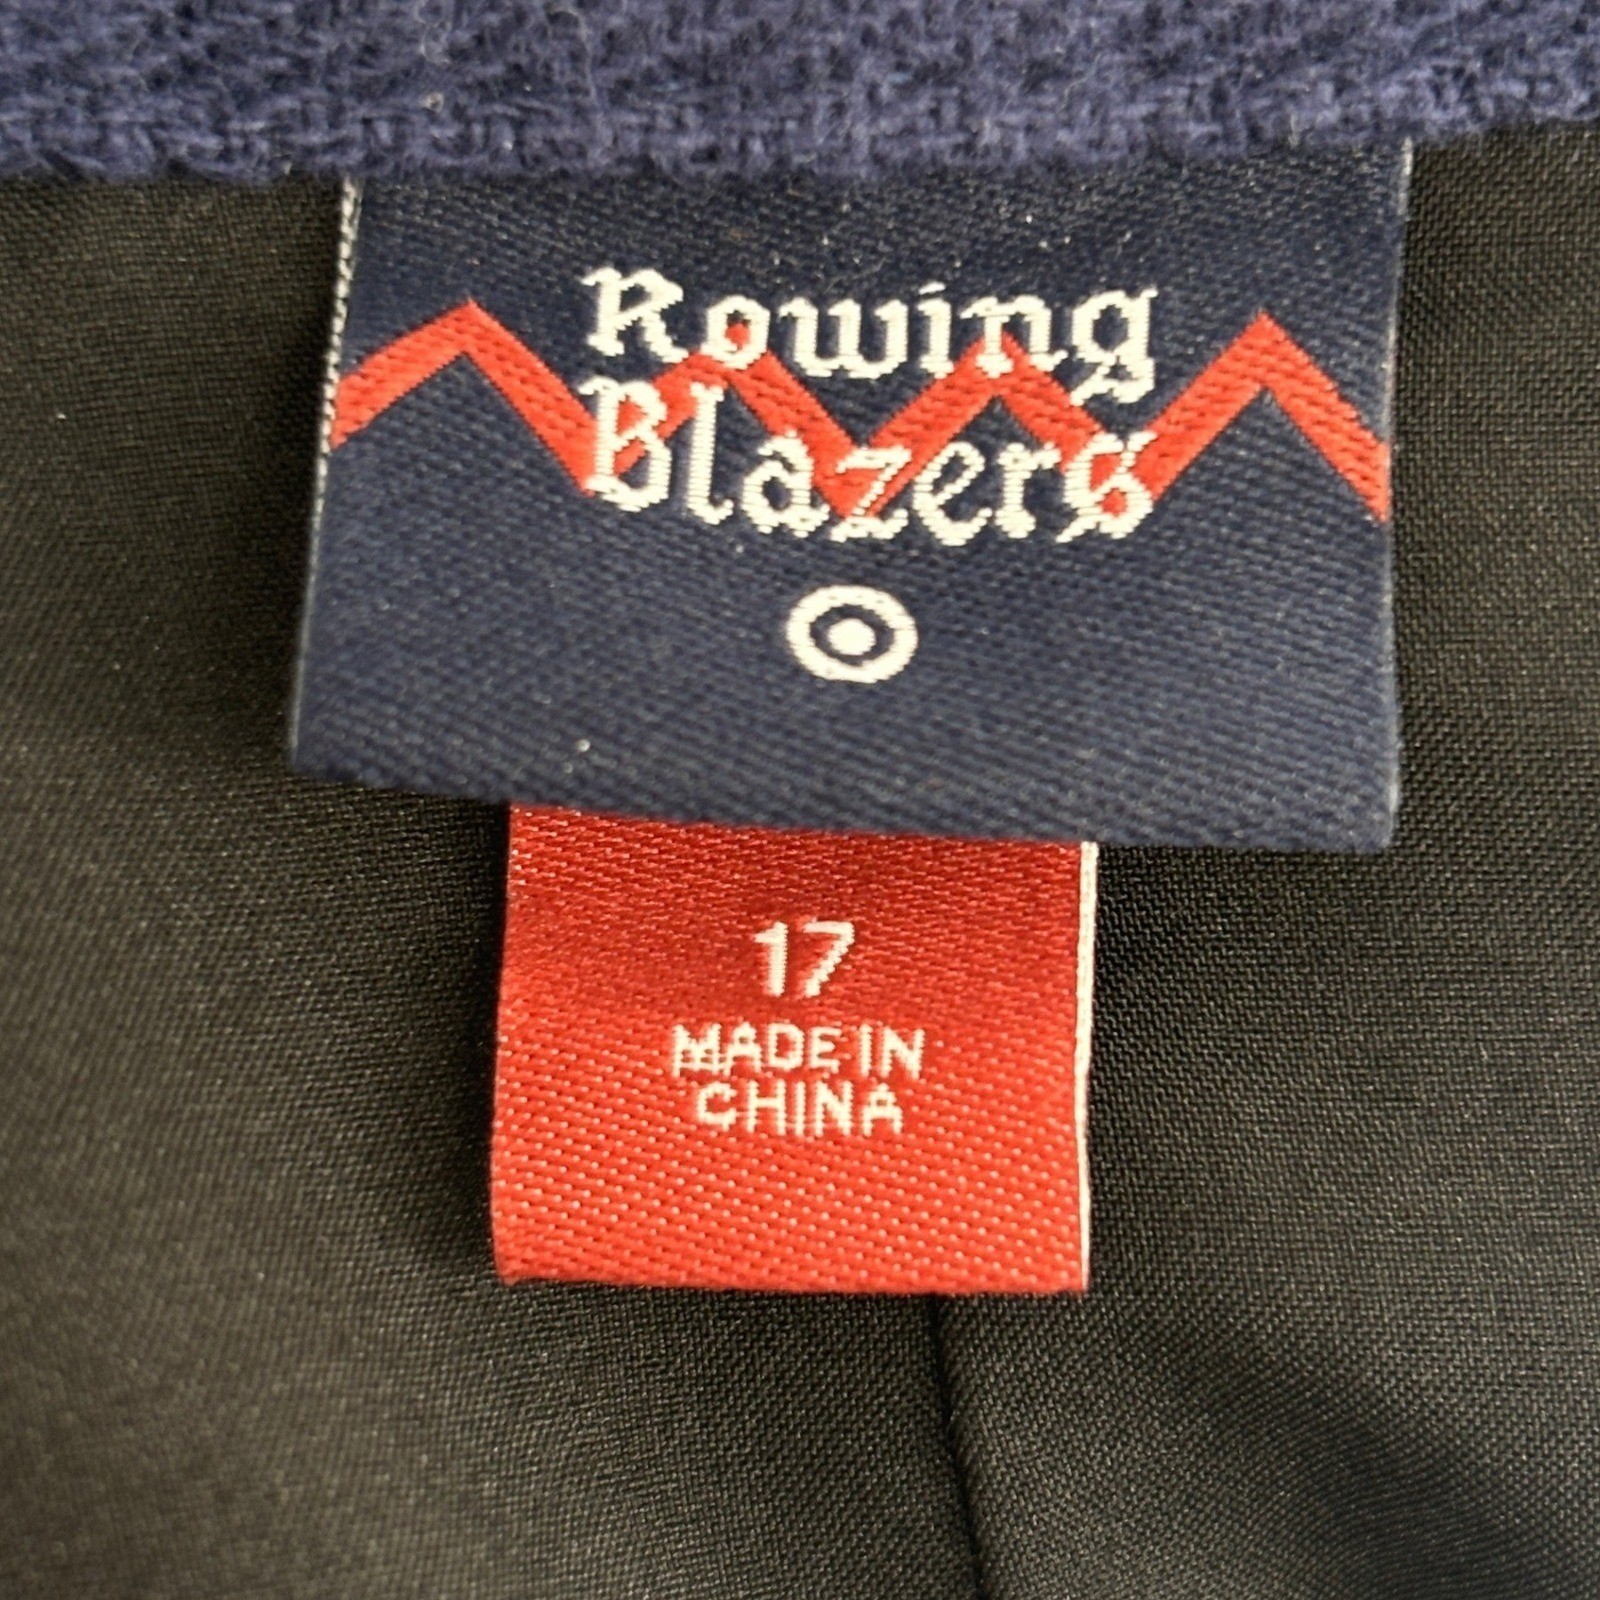 Rowing
Blazers
17
MADE IN
CHINA